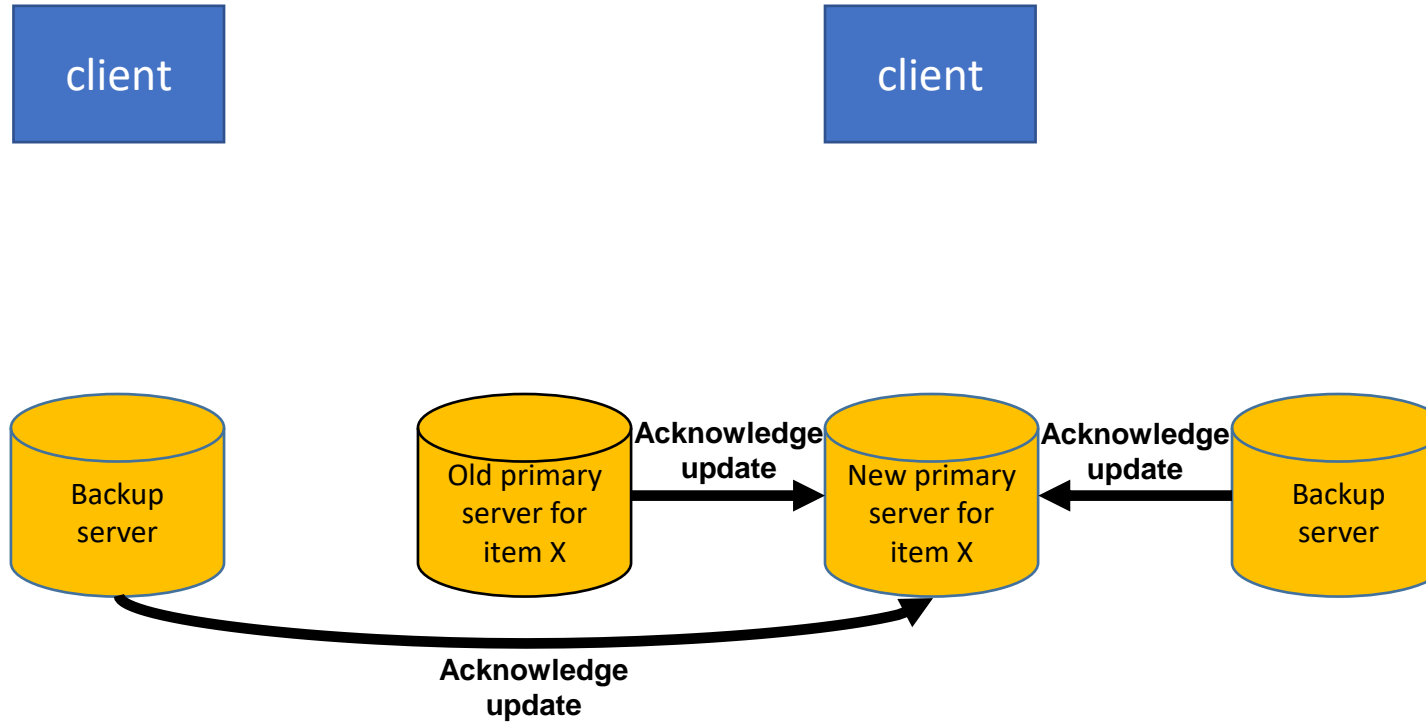 client
client
Backup
server
Old primary
server for
item X
Acknowledge
update
New primary
server for
item X
Acknowledge
update
Backup
server
Acknowledge
update